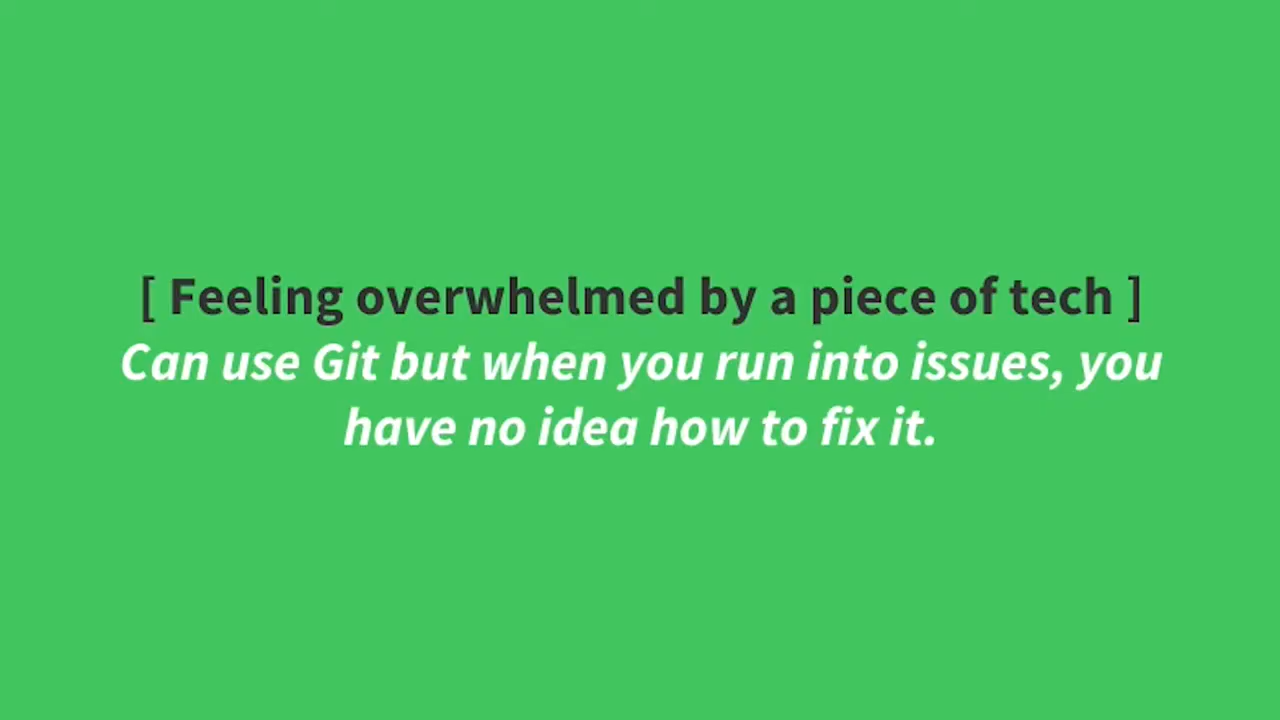 [ Feeling overwhelmed by a piece of tech ]
Can use Git but when you run into issues, you
have no idea how to fix it.